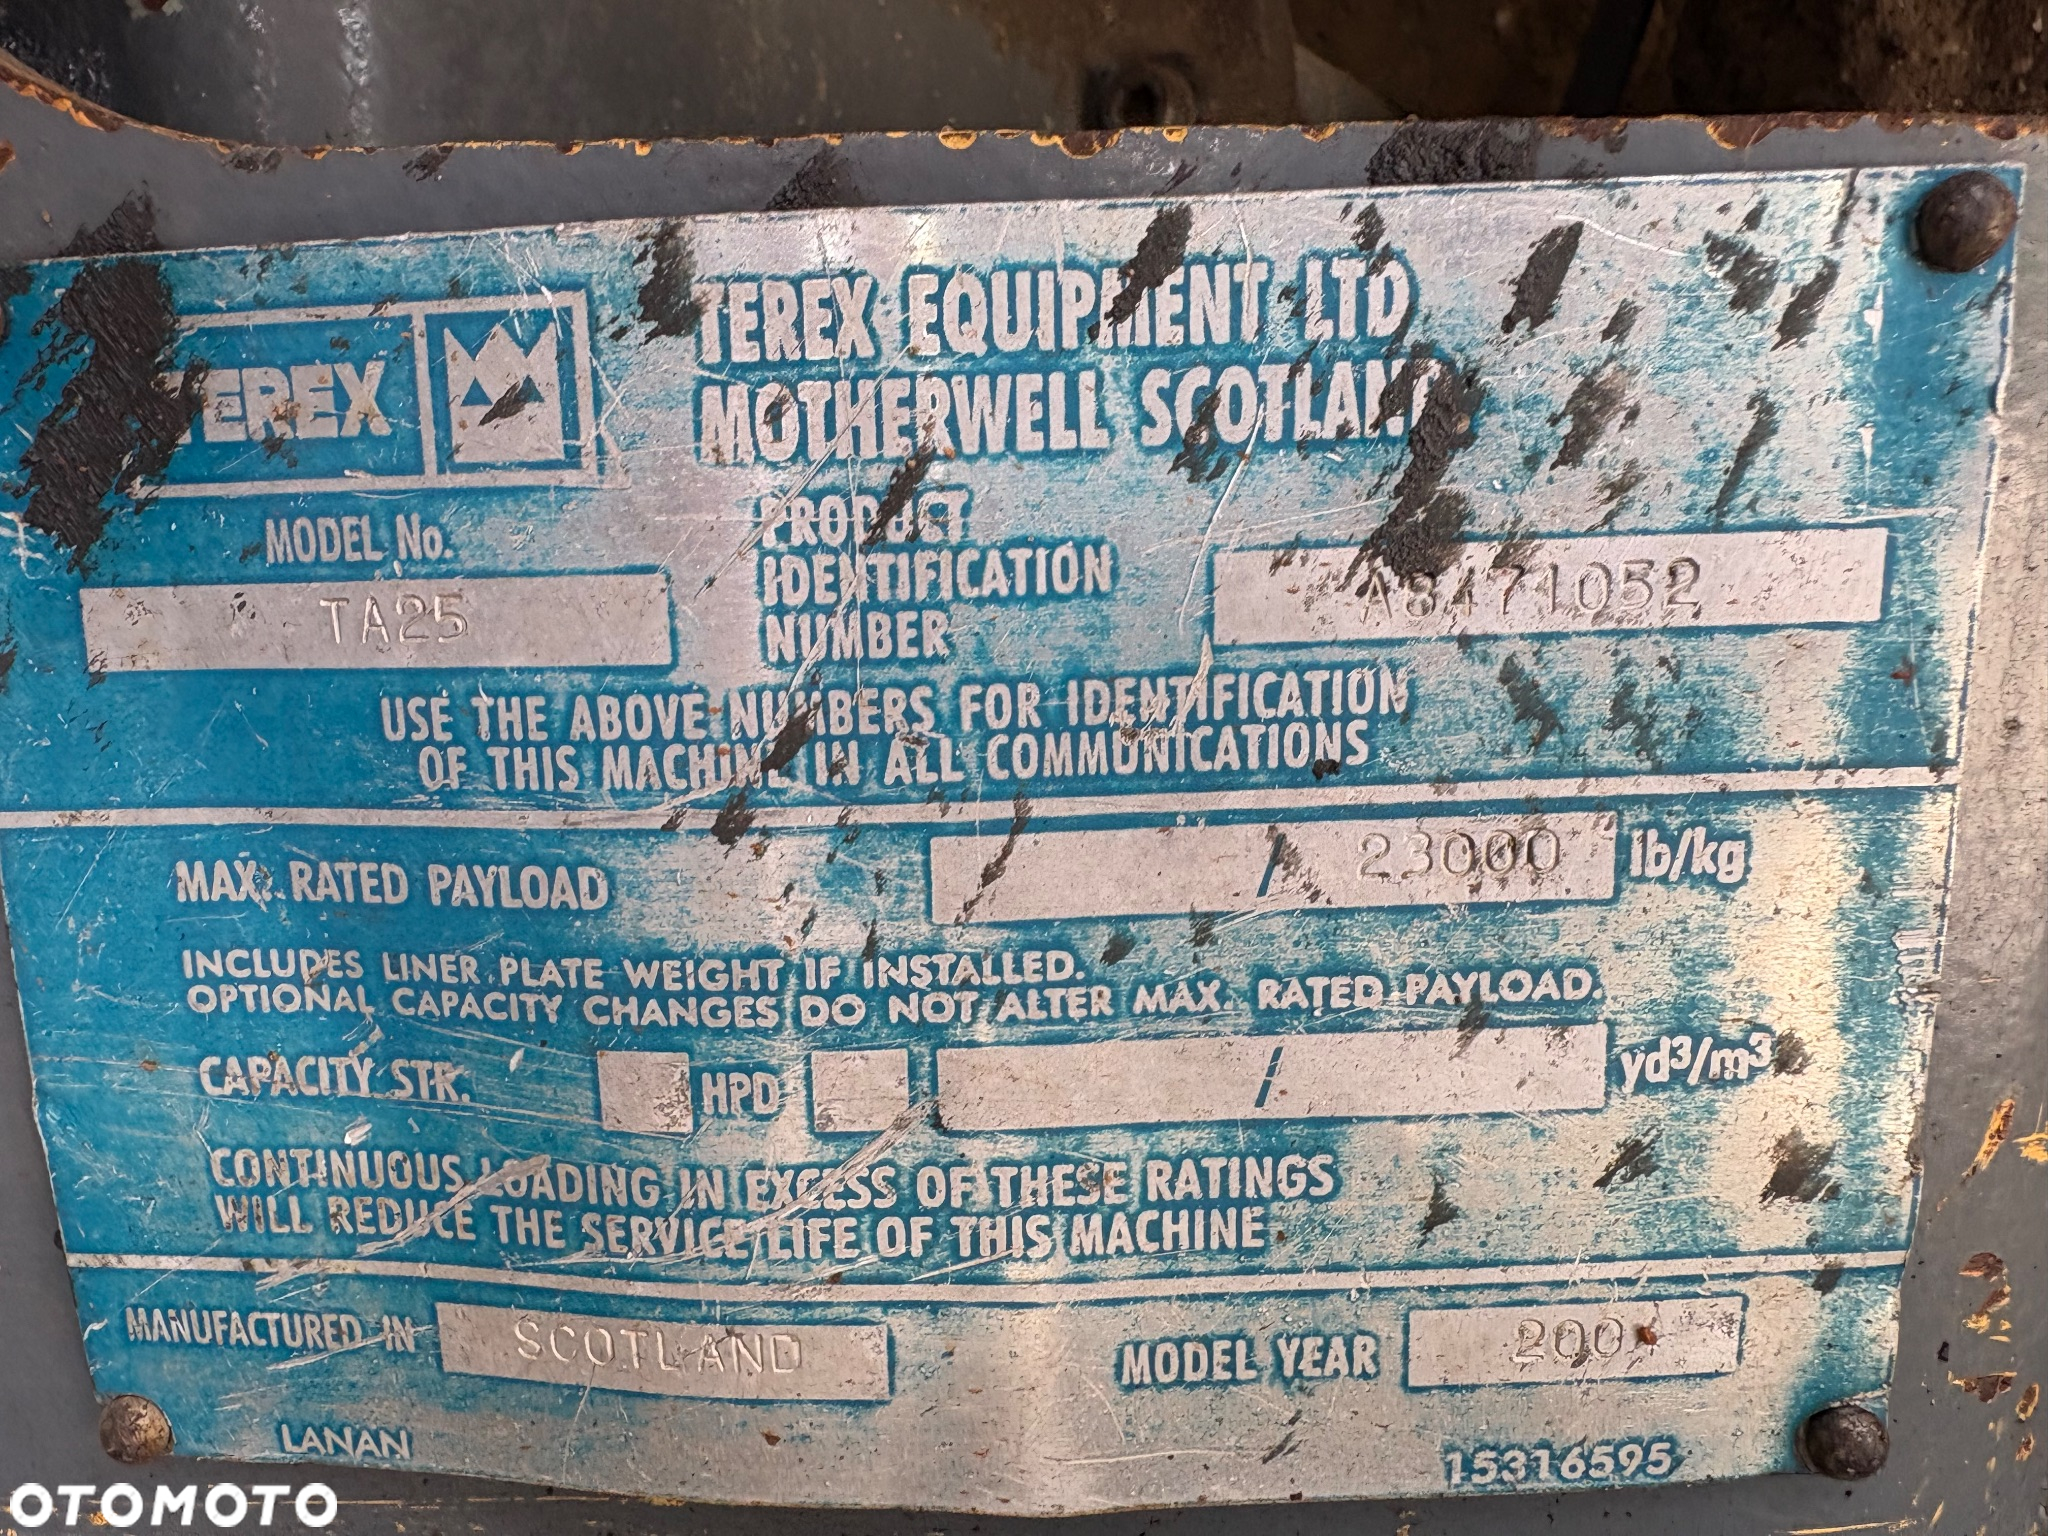 TEREX
TEREX EQUIPMENT LTD
MOTHERWELL SCOTLAND
MODEL No.
TA25
PRODUCT
IDENTIFICATION
NUMBER
A8471052
USE THE ABOVE NUMBERS FOR IDENTIFICATION
OF THIS MACHINE IN ALL COMMUNICATIONS
MAX. RATED PAYLOAD
/ 23000 lb/kg
INCLUDES LINER PLATE WEIGHT IF INSTALLED.
OPTIONAL CAPACITY CHANGES DO NOT ALTER MAX. RATED PAYLOAD.
CAPACITY STR. HPD / yd³/m³
CONTINUOUS LOADING IN EXCESS OF THESE RATINGS
WILL REDUCE THE SERVICE LIFE OF THIS MACHINE
MANUFACTURED IN SCOTLAND
MODEL YEAR
LANAN
15316595
OTOMOTO